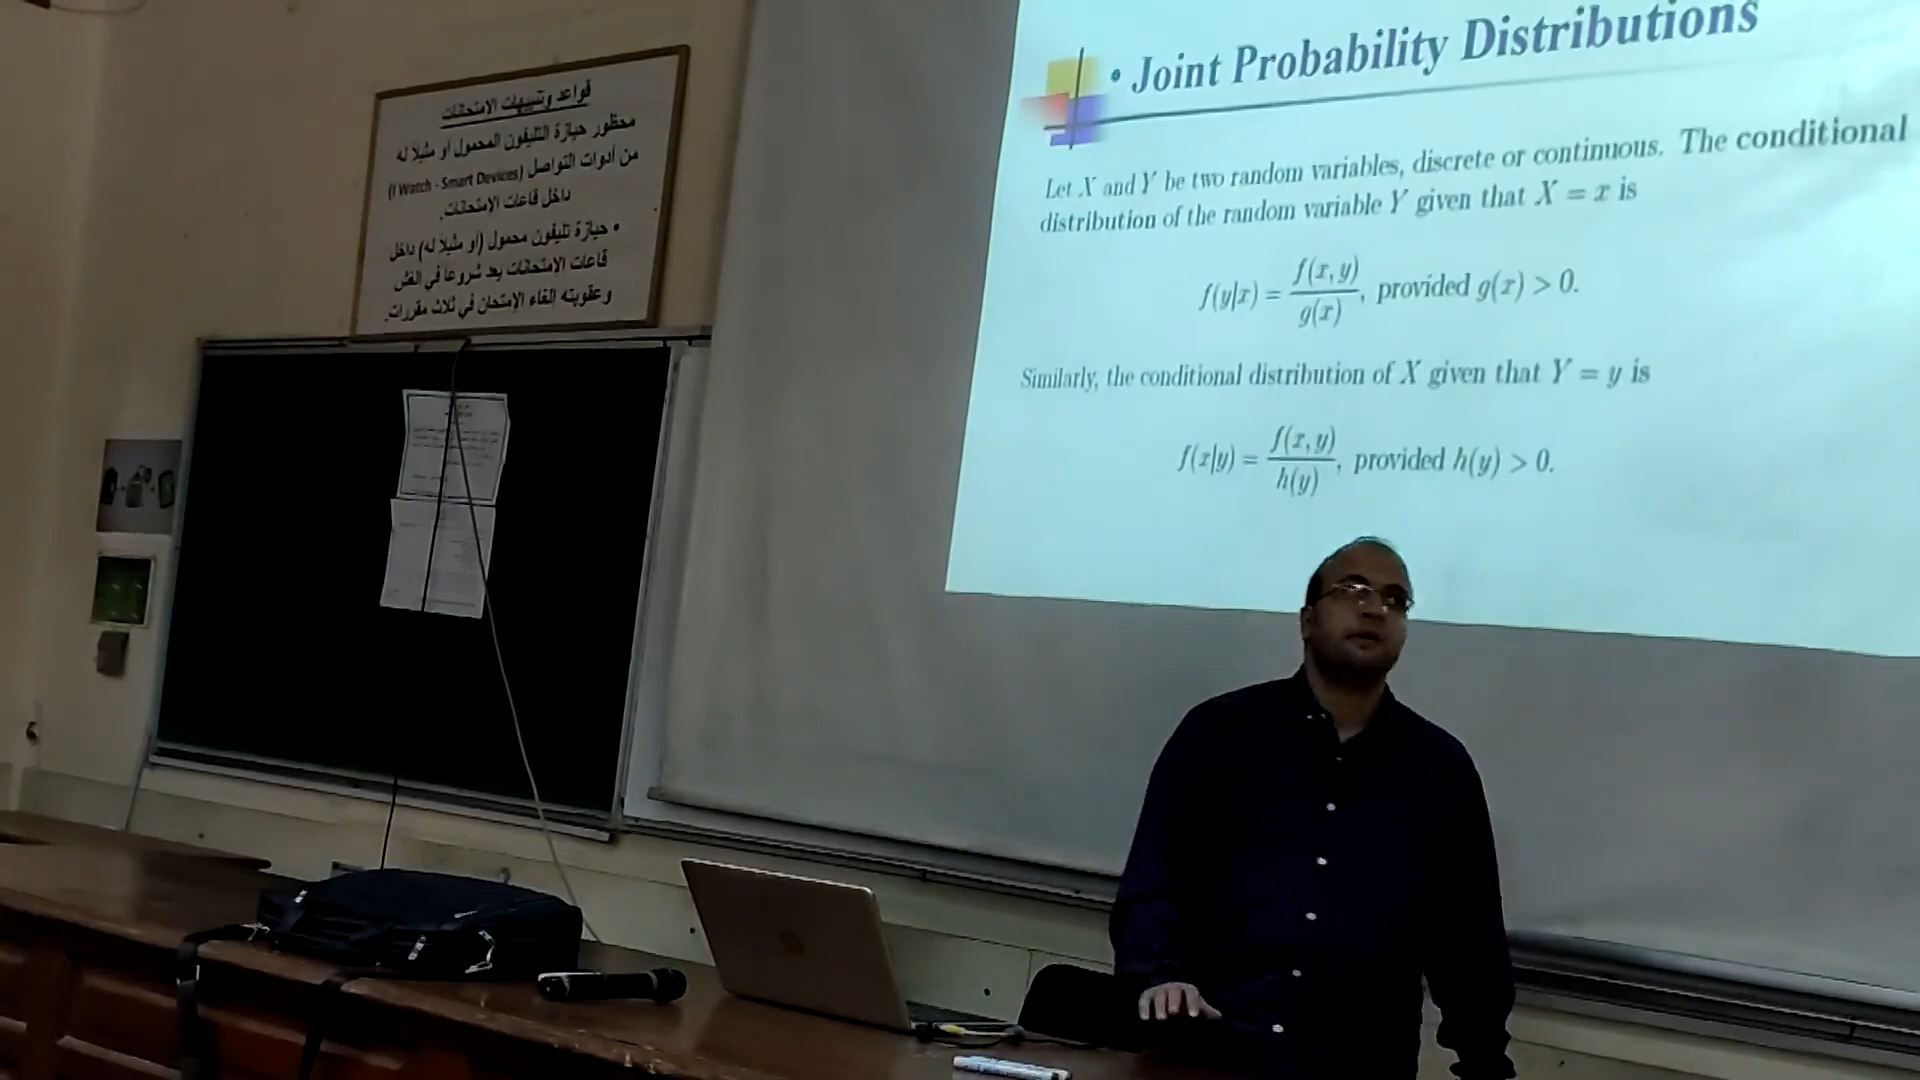 قواعد وتنبيهات الامتحانات
محظور حيازة التليفون المحمول أو مثيلاً له
من أدوات التواصل (I Watch - Smart Devices)
داخل قاعات الامتحانات.
• حيازة تليفون محمول (أو مثيلاً له) داخل
قاعات الامتحانات يعد شروعاً في الغش
وعقوبته إلغاء الإمتحان في ثلاث مقررات.
• Joint Probability Distributions
Let X and Y be two random variables, discrete or continuous. The conditional
distribution of the random variable Y given that X = x is
f(y|x) = f(x, y) / g(x), provided g(x) > 0.
Similarly, the conditional distribution of X given that Y = y is
f(x|y) = f(x, y) / h(y), provided h(y) > 0.